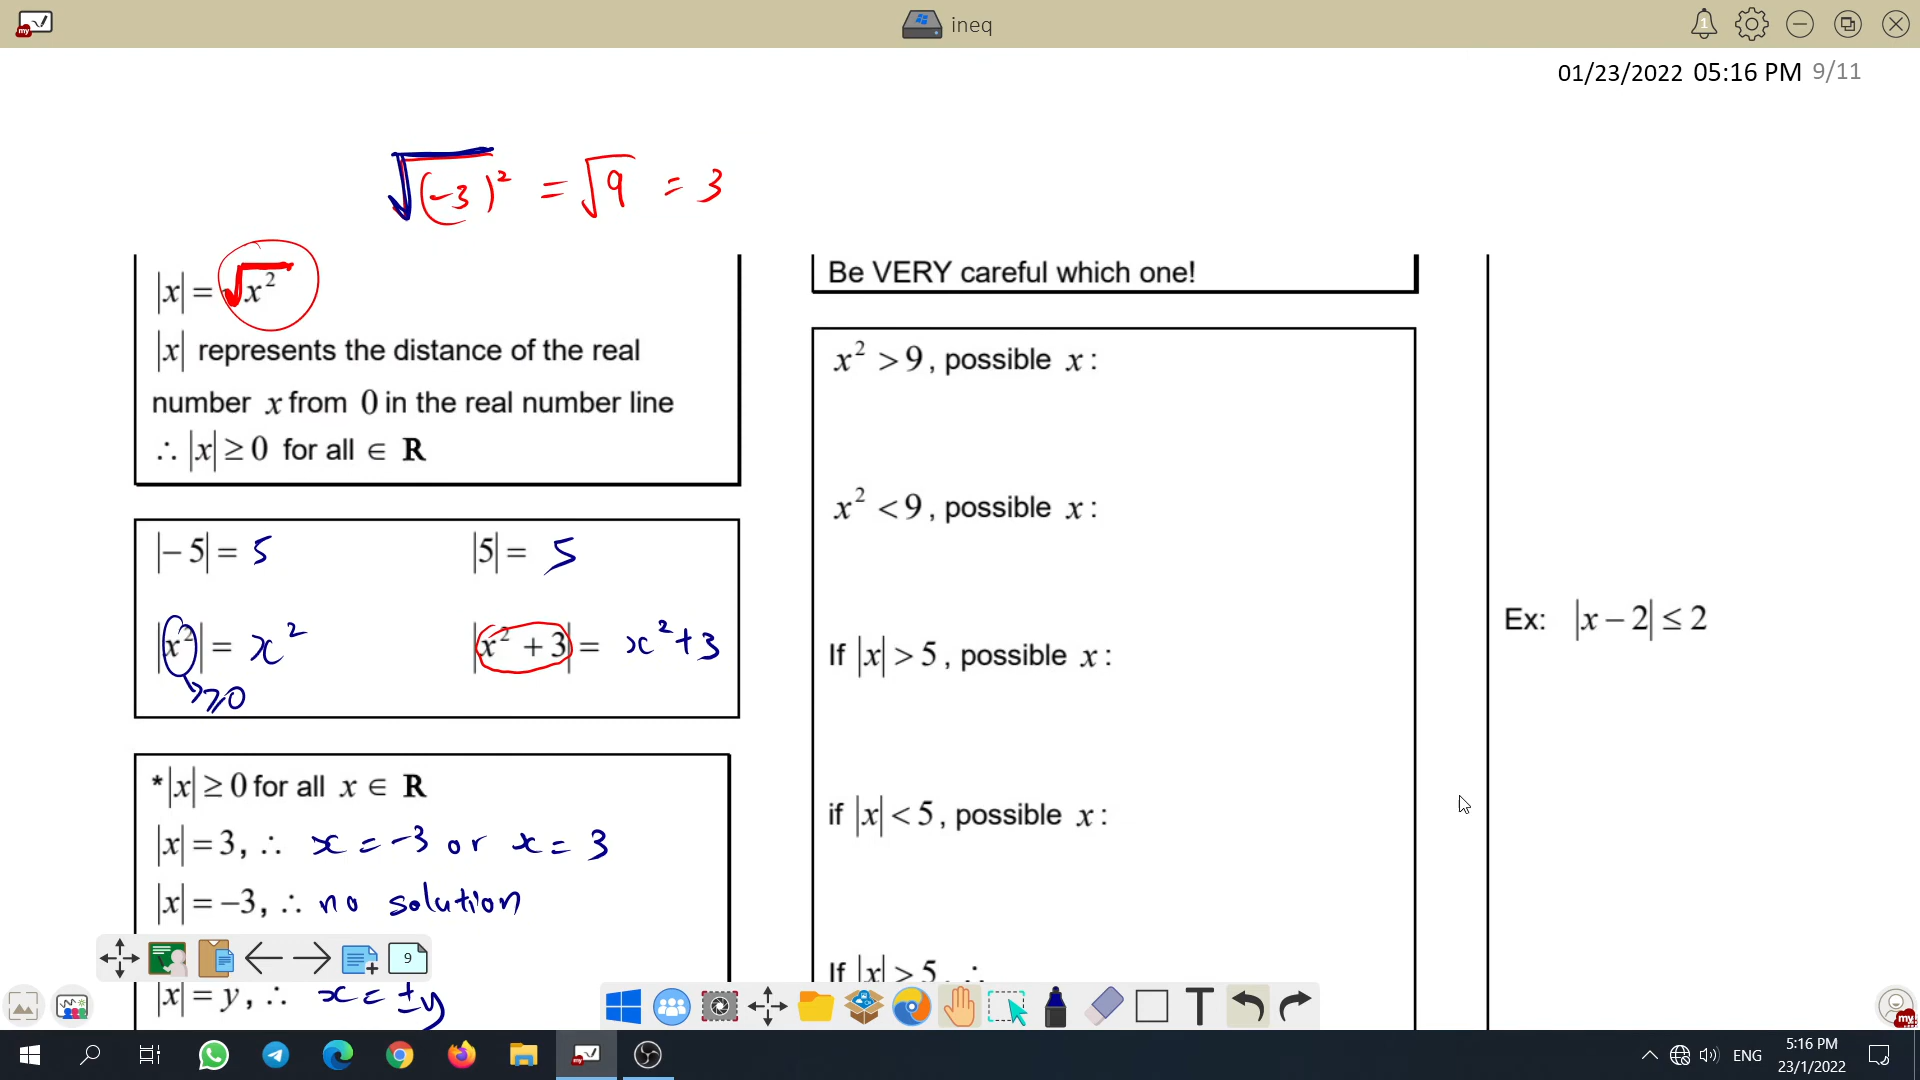 ineq
1
01/23/2022 05:16 PM 9/11
√(-3)² = √9 = 3
|x| = √x²
|x| represents the distance of the real
number x from 0 in the real number line
∴ |x| ≥ 0 for all ∈ R
|−5| = 5
|5| = 5
|x²| = x²
≥0
|x² + 3| = x²+3
*|x| ≥ 0 for all x ∈ R
|x| = 3, ∴ x = -3 or x = 3
|x| = −3, ∴ no solution
|x| = y, ∴ x = ±y
Be VERY careful which one!
x² > 9, possible x :
x² < 9, possible x :
If |x| > 5, possible x :
if |x| < 5, possible x :
If |x| > 5 ∴
Ex: |x − 2| ≤ 2
9
T
my
my
ENG
5:16 PM
23/1/2022